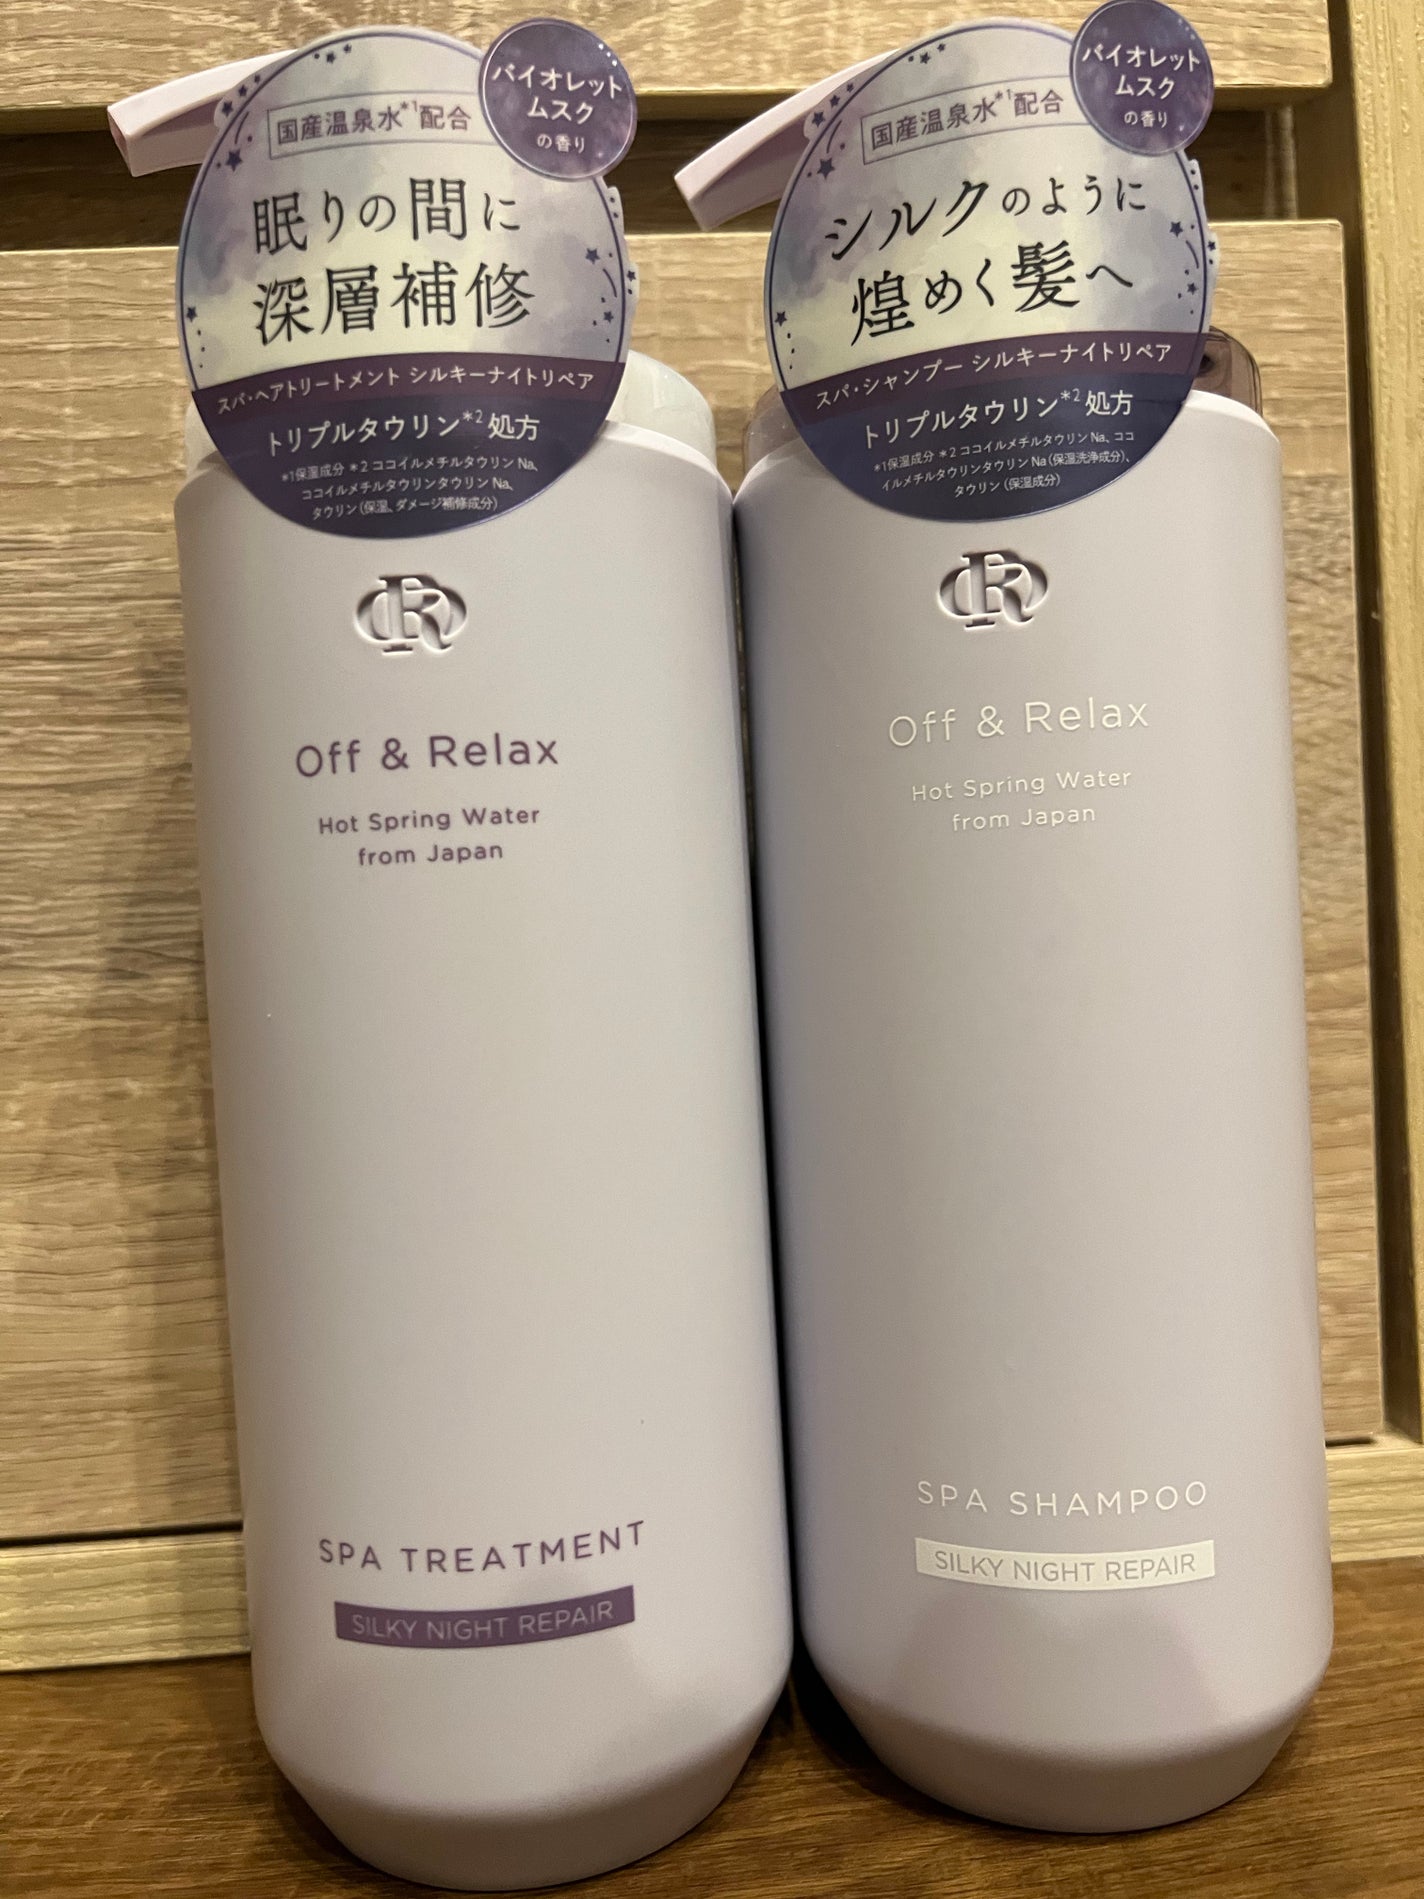 国産温泉水*1配合
バイオレット
ムスク
の香り
眠りの間に
深層補修
スパ・ヘアトリートメント シルキーナイトリペア
トリプルタウリン*2処方
*1保湿成分 *2 ココイルメチルタウリンNa、
ココイルメチルタウリンタウリンNa、
タウリン（保湿、ダメージ補修成分）
OR
Off & Relax
Hot Spring Water
from Japan
SPA TREATMENT
SILKY NIGHT REPAIR
国産温泉水*1配合
バイオレット
ムスク
の香り
シルクのように
煌めく髪へ
スパ・シャンプー シルキーナイトリペア
トリプルタウリン*2処方
*1保湿成分 *2 ココイルメチルタウリンNa、ココ
イルメチルタウリンタウリンNa（保湿洗浄成分）、
タウリン（保湿成分）
OR
Off & Relax
Hot Spring Water
from Japan
SPA SHAMPOO
SILKY NIGHT REPAIR